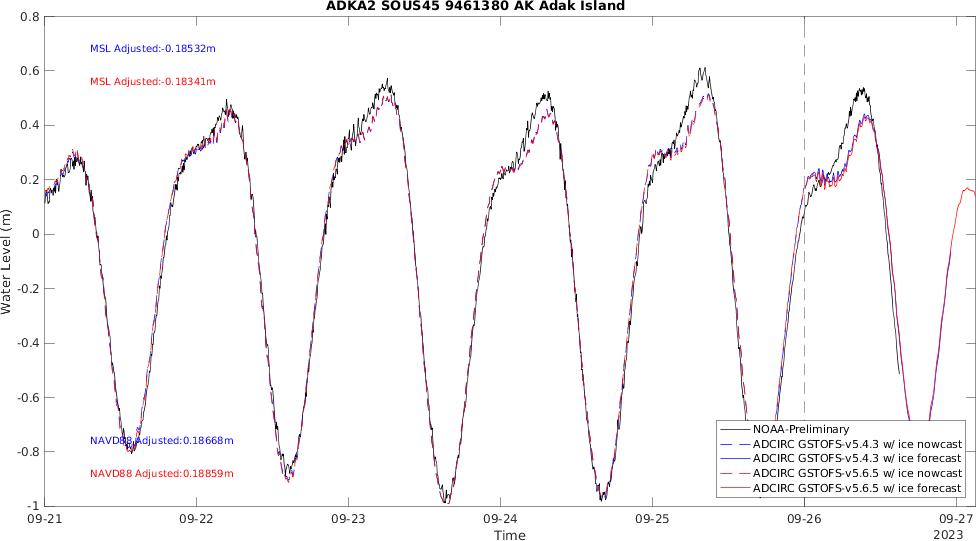 ADKA2 SOUS45 9461380 AK Adak Island
MSL Adjusted:-0.18532m
MSL Adjusted:-0.18341m
NAVD88 Adjusted:0.18668m
NAVD88 Adjusted:0.18859m
Water Level (m)
0.8
0.6
0.4
0.2
0
-0.2
-0.4
-0.6
-0.8
-1
NOAA-Preliminary
ADCIRC GSTOFS-v5.4.3 w/ ice nowcast
ADCIRC GSTOFS-v5.4.3 w/ ice forecast
ADCIRC GSTOFS-v5.6.5 w/ ice nowcast
ADCIRC GSTOFS-v5.6.5 w/ ice forecast
09-21 09-22 09-23 09-24 09-25 09-26 09-27
Time
2023